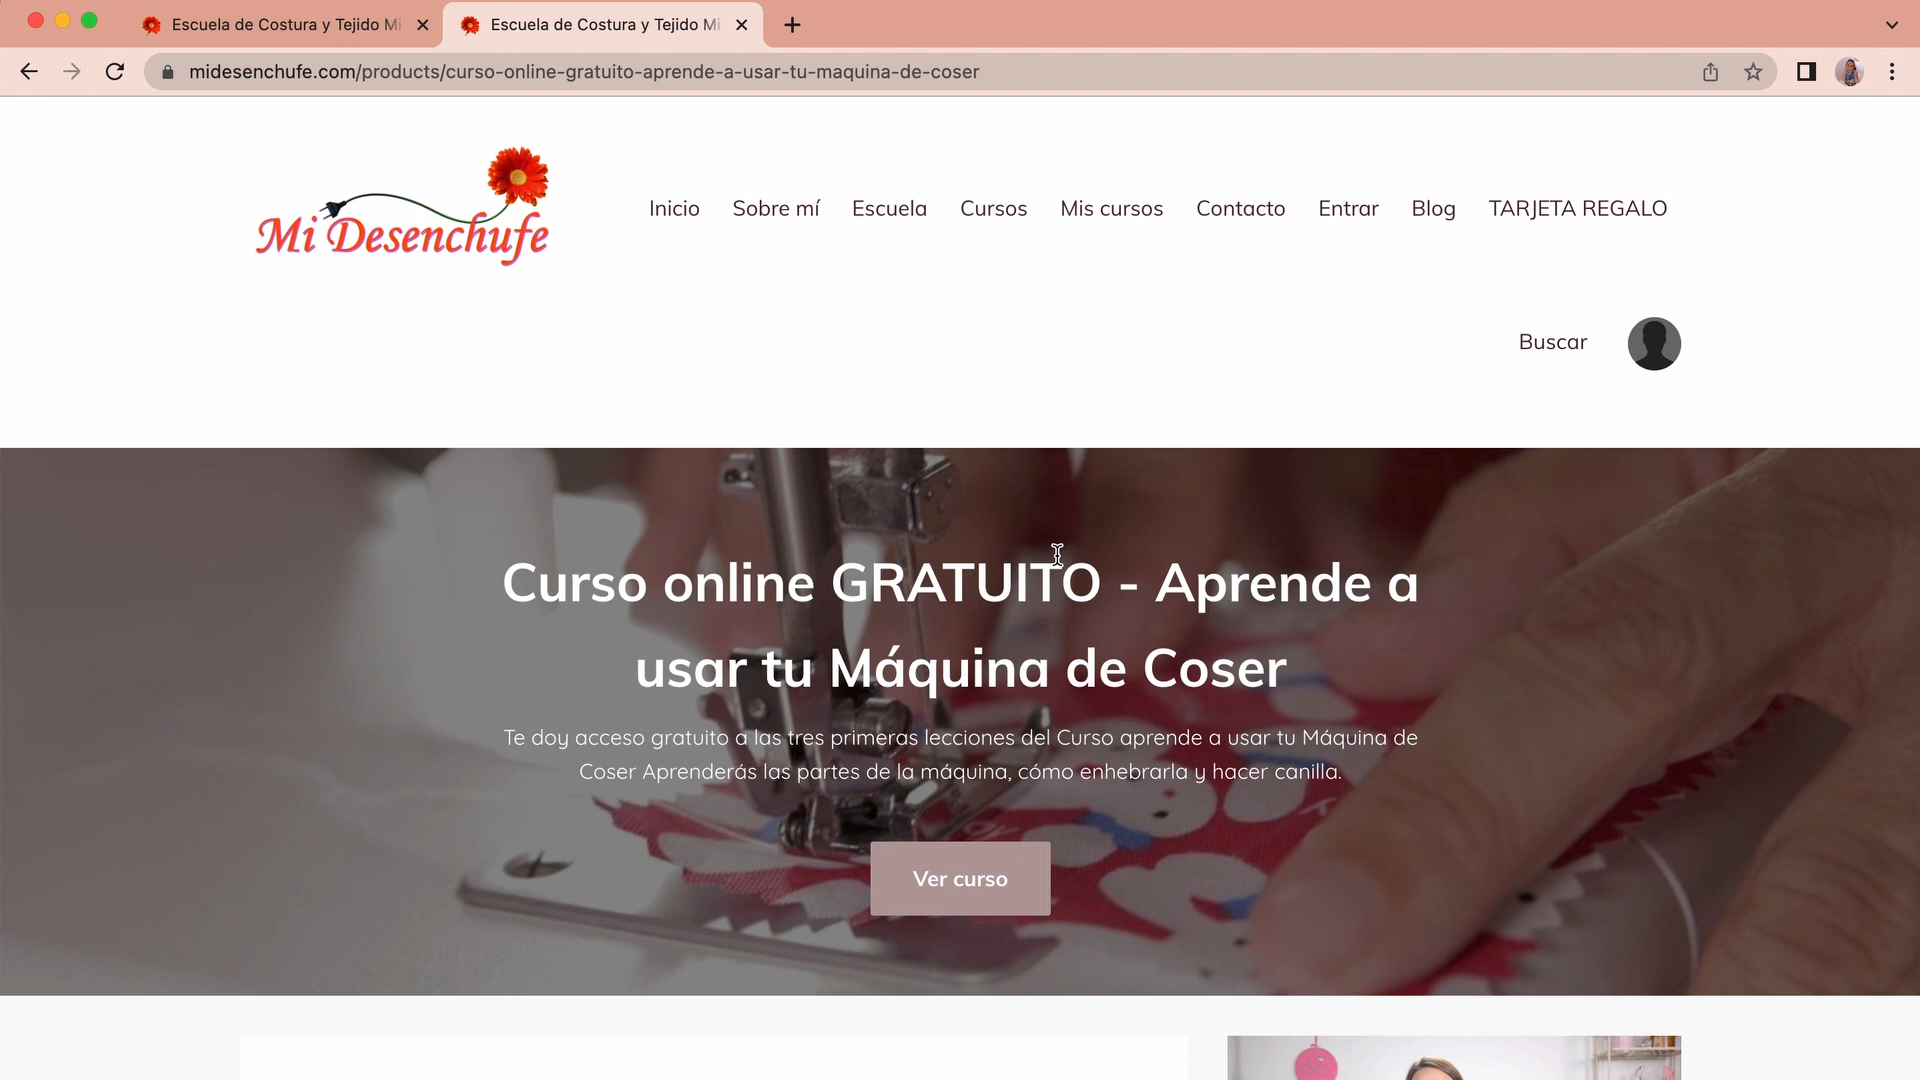 Escuela de Costura y Tejido Mi
Escuela de Costura y Tejido Mi
midesenchufe.com/products/curso-online-gratuito-aprende-a-usar-tu-maquina-de-coser
Mi Desenchufe
Inicio Sobre mí Escuela Cursos Mis cursos Contacto Entrar Blog TARJETA REGALO
Buscar
Curso online GRATUITO - Aprende a
usar tu Máquina de Coser
Te doy acceso gratuito a las tres primeras lecciones del Curso aprende a usar tu Máquina de
Coser Aprenderás las partes de la máquina, cómo enhebrarla y hacer canilla.
Ver curso